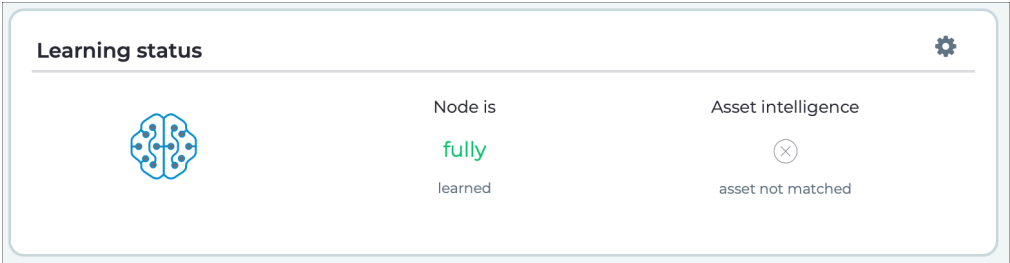 Learning status
Node is
fully
learned
Asset intelligence
asset not matched